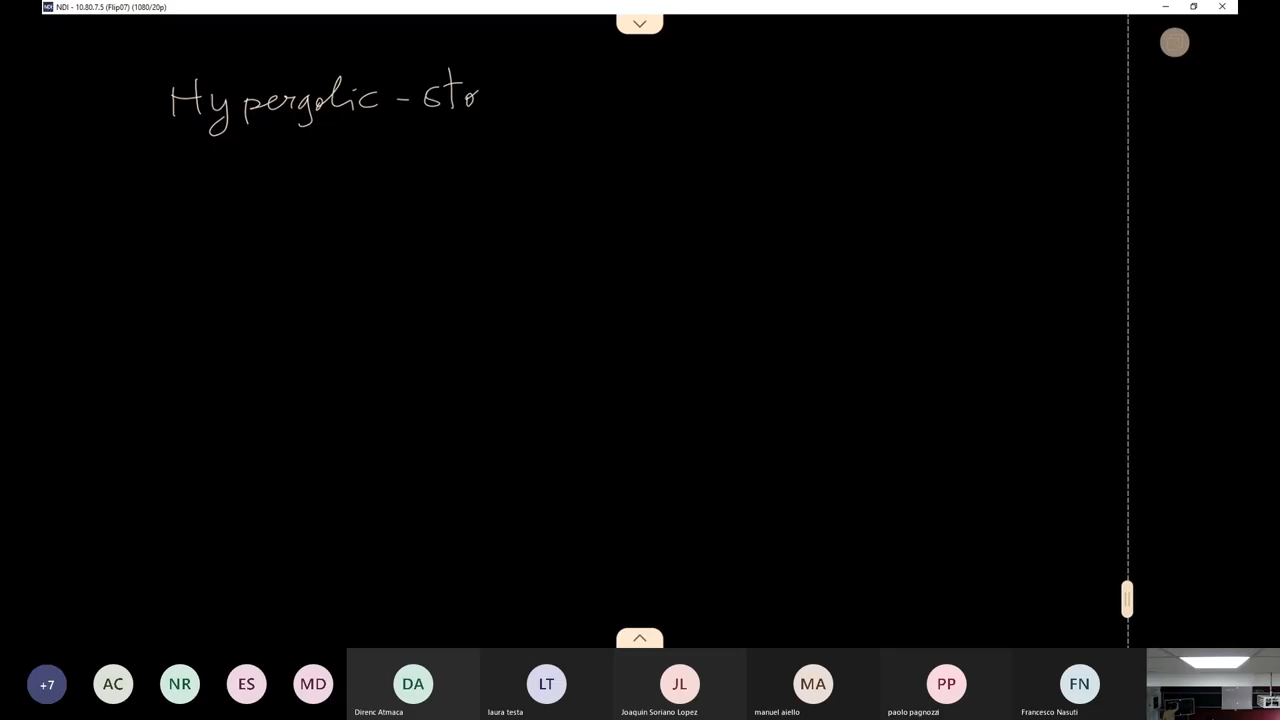 NDI NDI - 10.80.7.5 (Flip07) (1080/20p)
Hypergolic - sto
+7 AC NR ES MD DA LT JL MA PP FN
Direnc Atmaca laura testa Joaquin Soriano Lopez manuel aiello paolo pagnozzi Francesco Nasuti